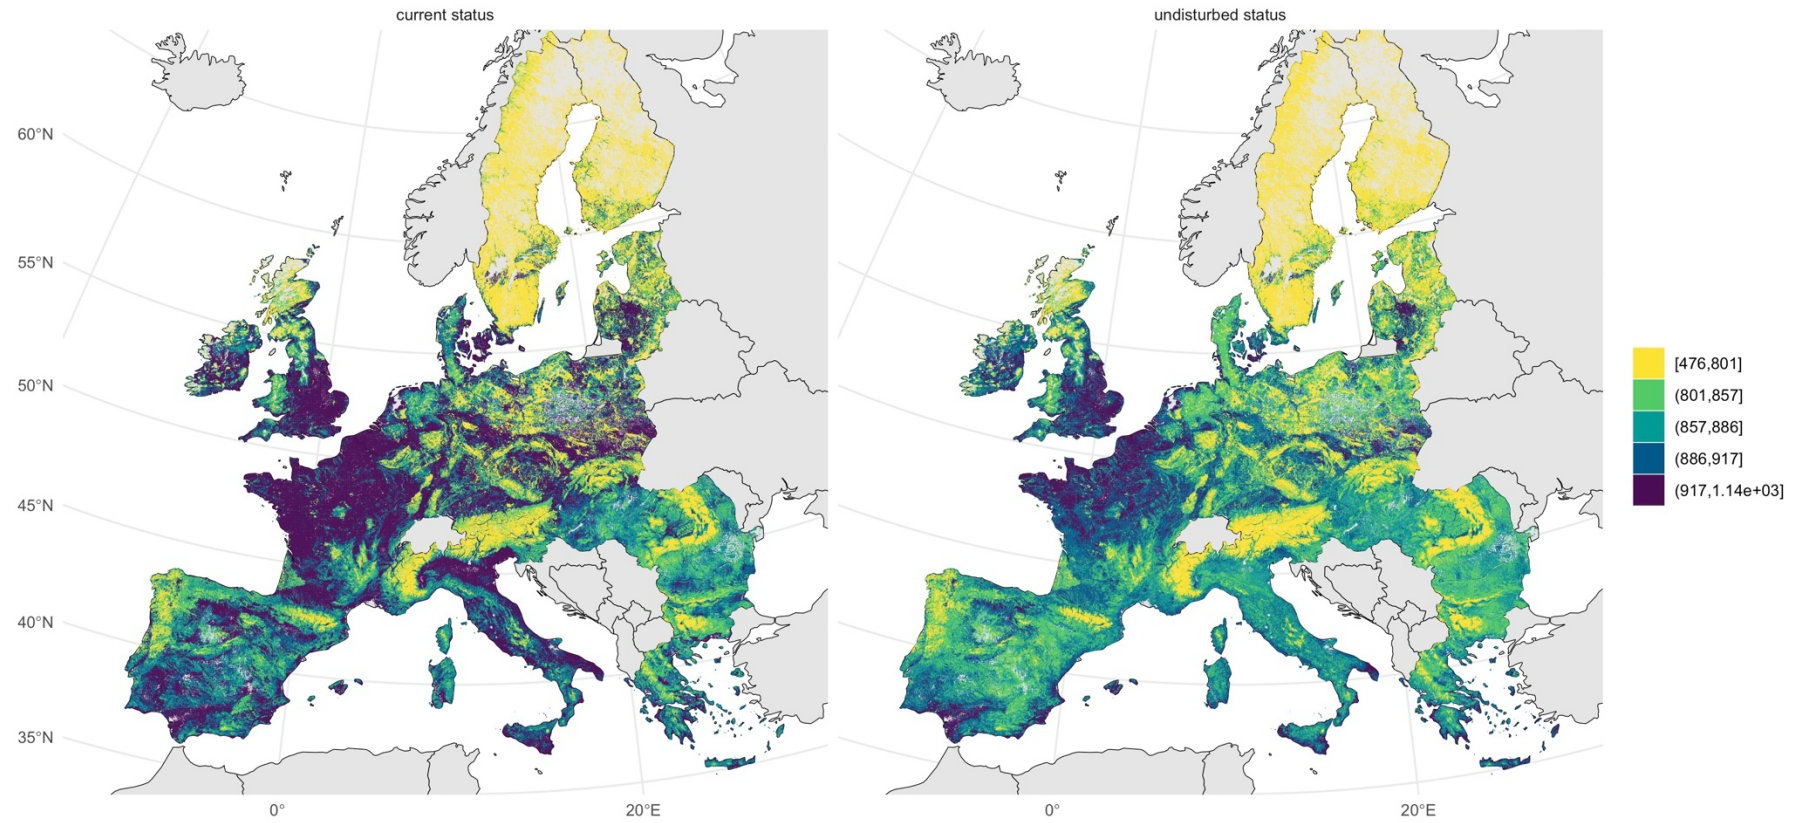 current status
undisturbed status
60°N
55°N
50°N
45°N
40°N
35°N
0°
20°E
0°
20°E
[476,801]
(801,857]
(857,886]
(886,917]
(917,1.14e+03]